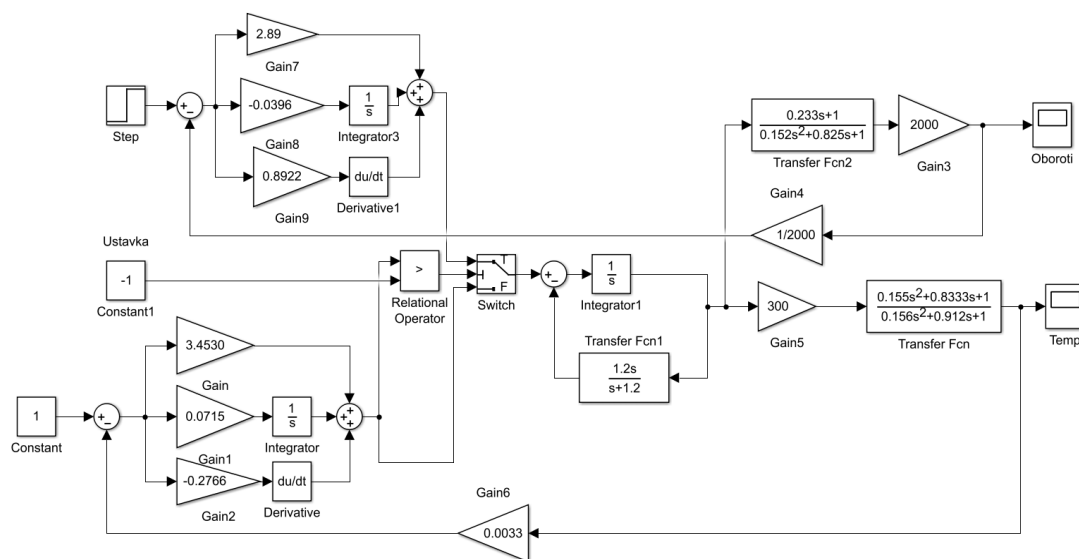 2.89
Gain7
Step
-0.0396
1
s
Integrator3
Gain8
0.8922
du/dt
Derivative1
Gain9
0.233s+1
0.152s²+0.825s+1
Transfer Fcn2
2000
Gain3
Oboroti
Gain4
1/2000
Ustavka
-1
Constant1
>
Relational
Operator
T
F
Switch
1
s
Integrator1
300
Gain5
0.155s²+0.8333s+1
0.156s²+0.912s+1
Transfer Fcn
Temp
Transfer Fcn1
1.2s
s+1.2
3.4530
Gain
1
Constant
0.0715
1
s
Integrator
Gain1
-0.2766
du/dt
Derivative
Gain2
Gain6
0.0033